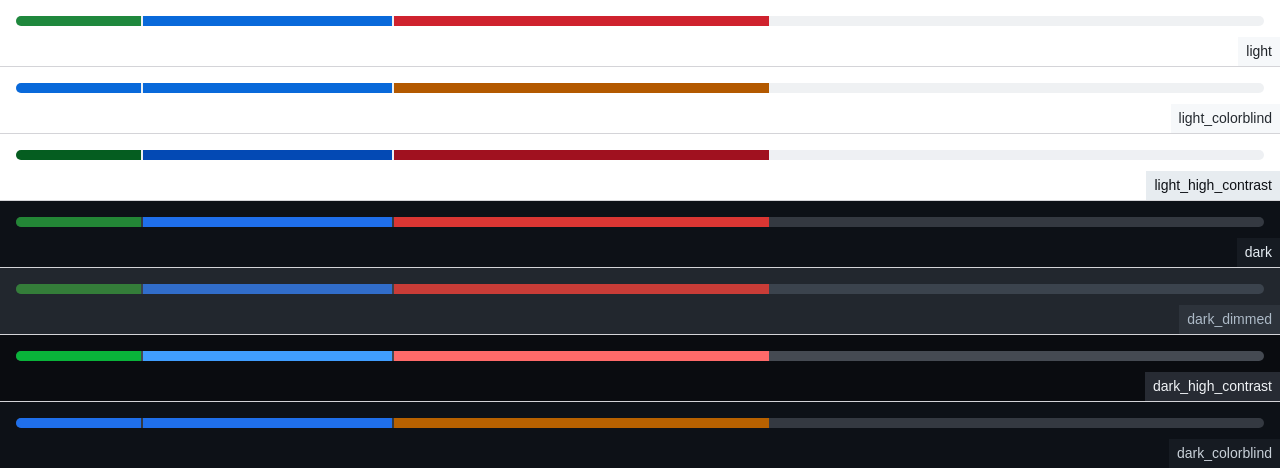 light
light_colorblind
light_high_contrast
dark
dark_dimmed
dark_high_contrast
dark_colorblind